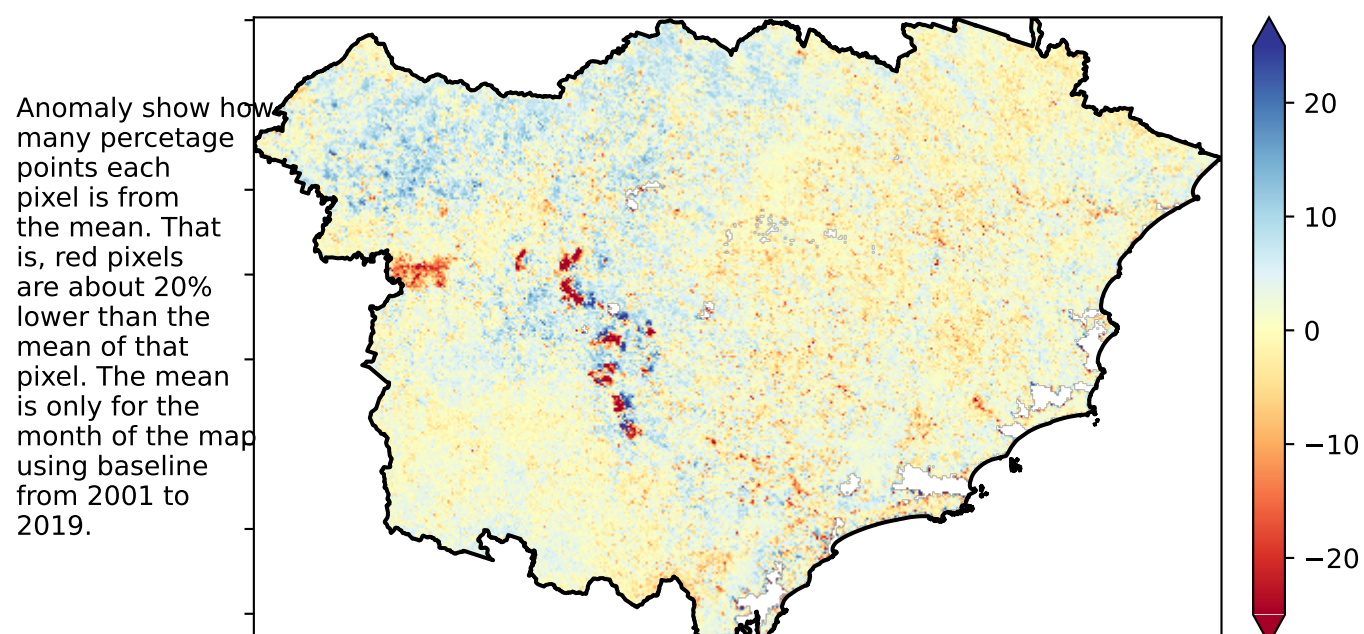 Anomaly show how
many percetage
points each
pixel is from
the mean. That
is, red pixels
are about 20%
lower than the
mean of that
pixel. The mean
is only for the
month of the map
using baseline
from 2001 to
2019.
20
10
0
−10
−20